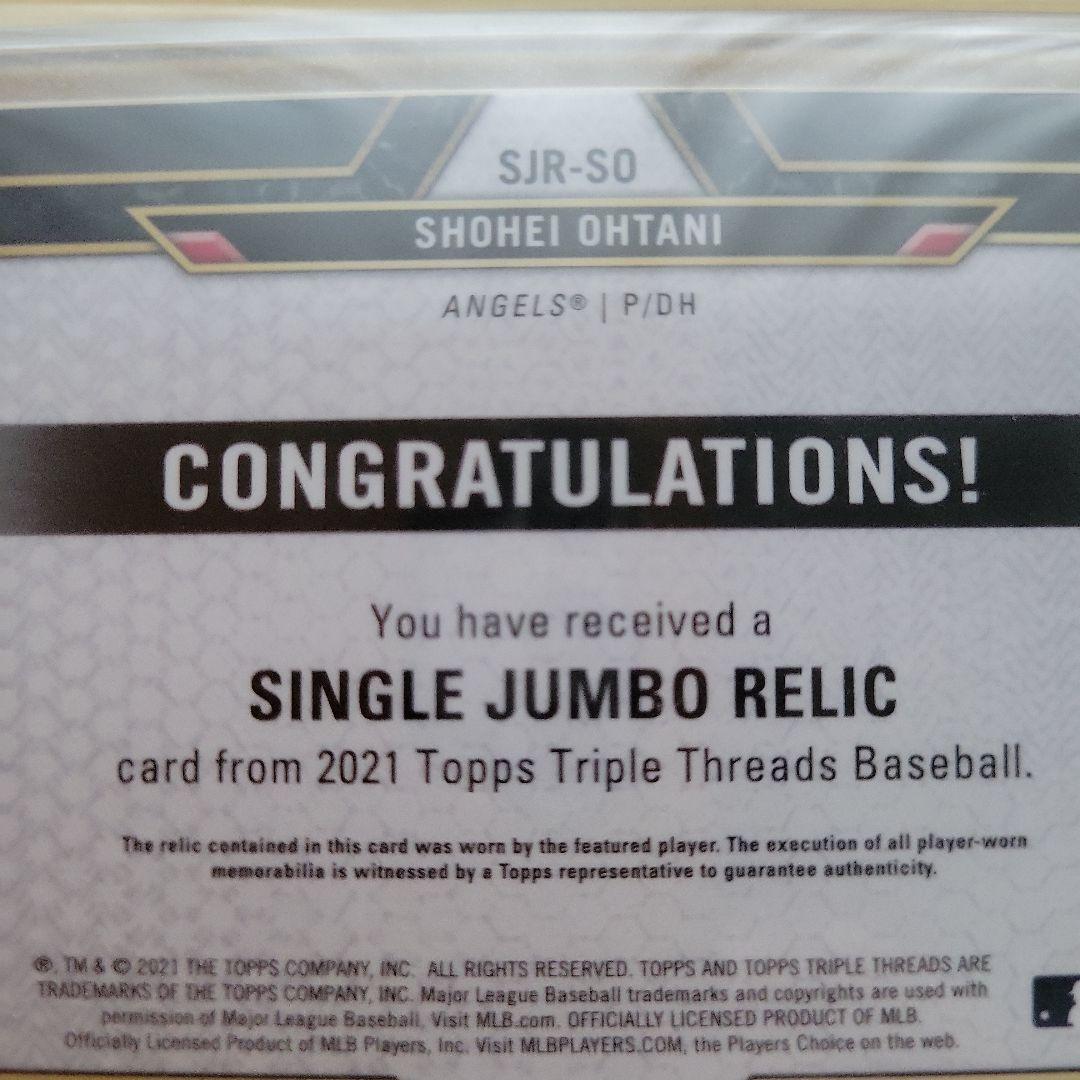 SJR-SO
SHOHEI OHTANI
ANGELS® | P/DH
CONGRATULATIONS!
You have received a
SINGLE JUMBO RELIC
card from 2021 Topps Triple Threads Baseball.
The relic contained in this card was worn by the featured player. The execution of all player-worn
memorabilia is witnessed by a Topps representative to guarantee authenticity.
®, TM & © 2021 THE TOPPS COMPANY, INC. ALL RIGHTS RESERVED. TOPPS AND TOPPS TRIPLE THREADS ARE
TRADEMARKS OF THE TOPPS COMPANY, INC. Major League Baseball trademarks and copyrights are used with
permission of Major League Baseball. Visit MLB.com. OFFICIALLY LICENSED PRODUCT OF MLB.
Officially Licensed Product of MLB Players, Inc. Visit MLBPLAYERS.COM, the Players Choice on the web.